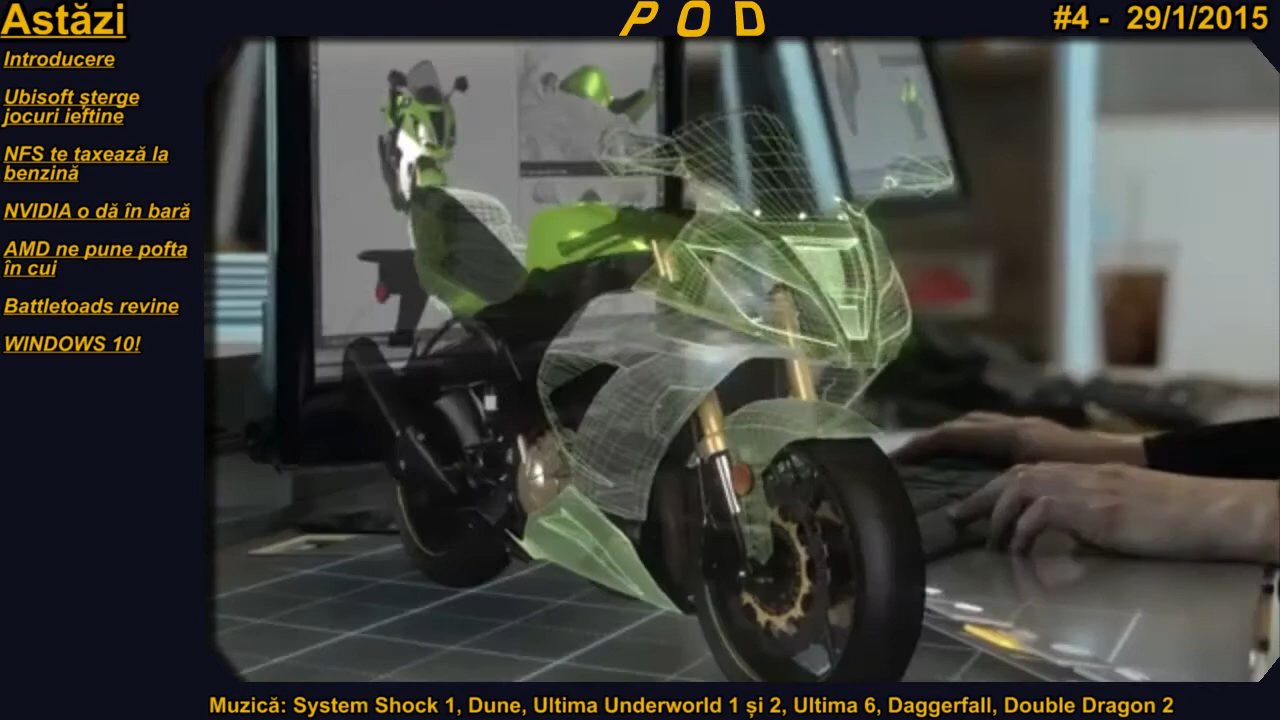 Astăzi
POD
#4 - 29/1/2015
Introducere
Ubisoft șterge
jocuri ieftine
NFS te taxează la
benzină
NVIDIA o dă în bară
AMD ne pune pofta
în cui
Battletoads revine
WINDOWS 10!
Muzică: System Shock 1, Dune, Ultima Underworld 1 și 2, Ultima 6, Daggerfall, Double Dragon 2